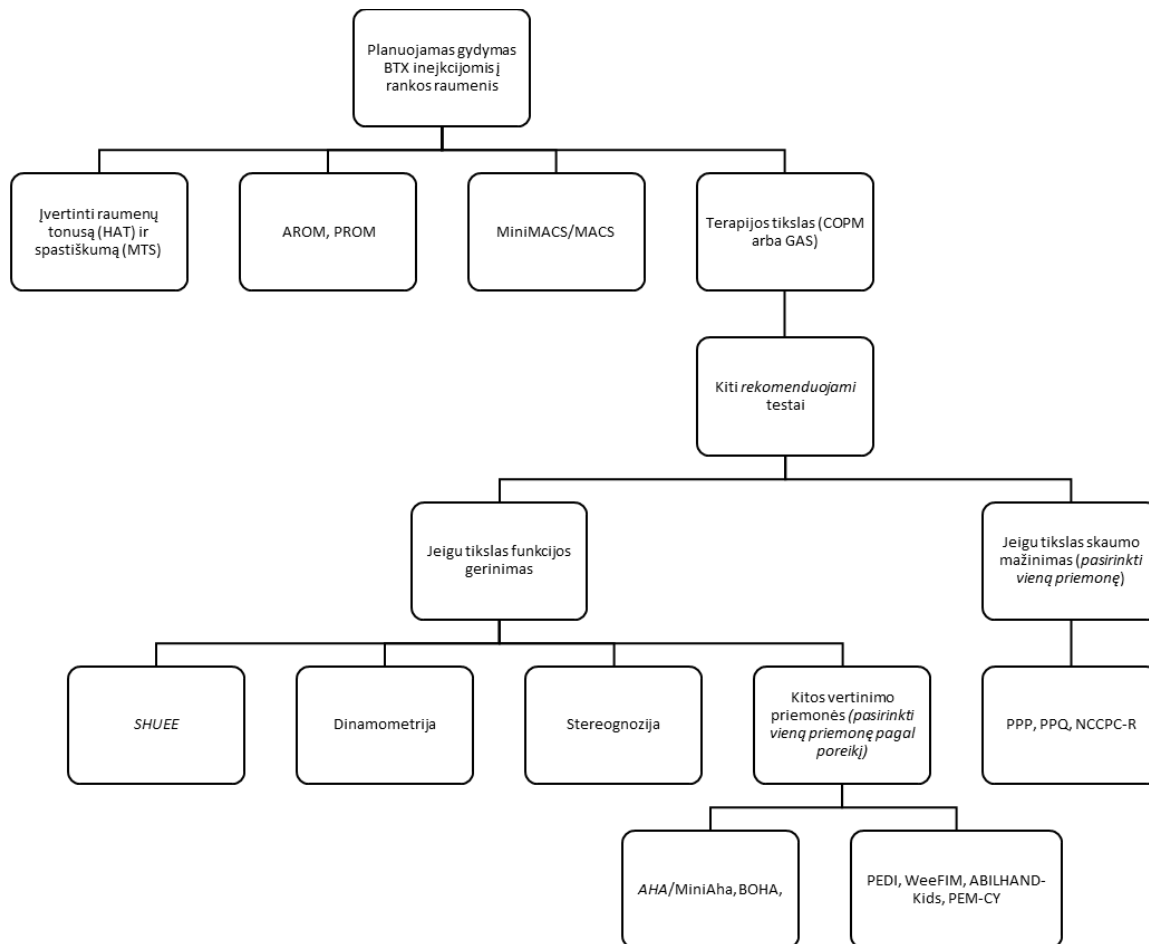 Planuojamas gydymas
BTX inejkcijomis į
rankos raumenis
Įvertinti raumenų
tonusą (HAT) ir
spastiškumą (MTS)
AROM, PROM
MiniMACS/MACS
Terapijos tikslas (COPM
arba GAS)
Kiti rekomenduojami
testai
Jeigu tikslas funkcijos
gerinimas
Jeigu tikslas skaumo
mažinimas (pasirinkti
vieną priemonę)
SHUEE
Dinamometrija
Stereognozija
Kitos vertinimo
priemonės (pasirinkti
vieną priemonę pagal
poreikį)
PPP, PPQ, NCCPC-R
AHA/MiniAha, BOHA,
PEDI, WeeFIM, ABILHAND-
Kids, PEM-CY